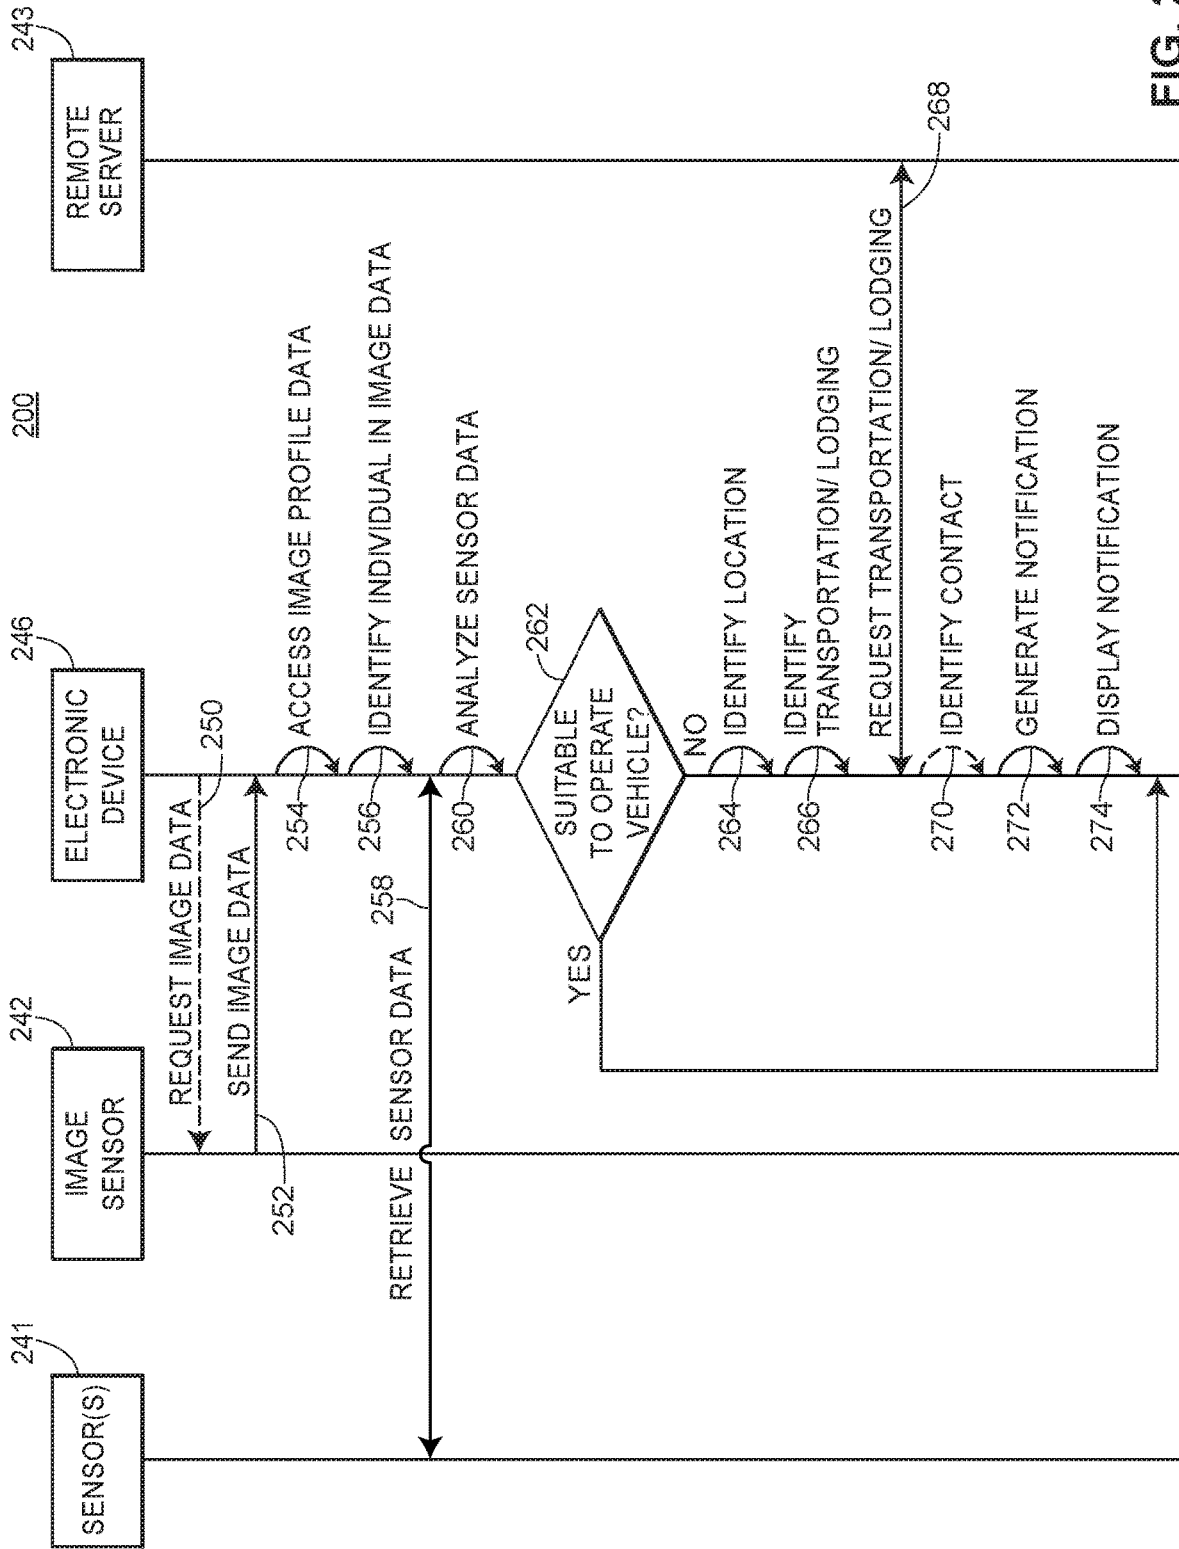 200
241
SENSOR(S)
242
IMAGE
SENSOR
246
ELECTRONIC
DEVICE
243
REMOTE
SERVER
REQUEST IMAGE DATA
250
SEND IMAGE DATA
252
254
ACCESS IMAGE PROFILE DATA
256
IDENTIFY INDIVIDUAL IN IMAGE DATA
RETRIEVE SENSOR DATA
258
260
ANALYZE SENSOR DATA
262
SUITABLE
TO OPERATE
VEHICLE?
YES
NO
264
IDENTIFY LOCATION
266
IDENTIFY
TRANSPORTATION/ LODGING
REQUEST TRANSPORTATION/ LODGING
268
270
IDENTIFY CONTACT
272
GENERATE NOTIFICATION
274
DISPLAY NOTIFICATION
FIG.